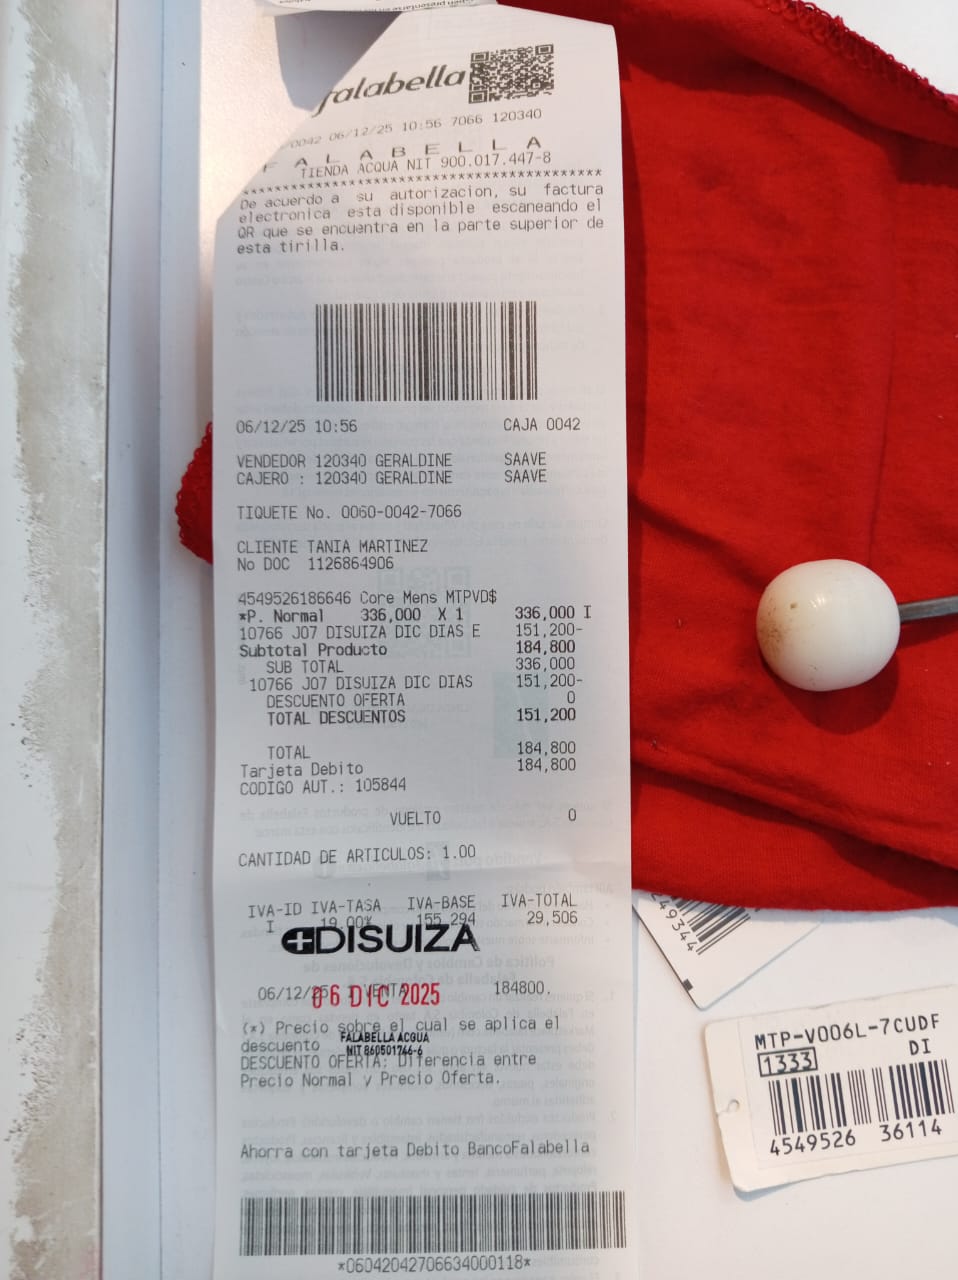 falabella
0042 06/12/25 10:56 7066 120340
F A L A B E L L A
TIENDA ACQUA NIT 900.017.447-8
******************************************
De acuerdo a su autorizacion, su factura
electronica esta disponible escaneando el
QR que se encuentra en la parte superior de
esta tirilla.
06/12/25 10:56 CAJA 0042
VENDEDOR 120340 GERALDINE SAAVE
CAJERO : 120340 GERALDINE SAAVE
TIQUETE No. 0060-0042-7066
CLIENTE TANIA MARTINEZ
No DOC 1126864906
4549526186646 Core Mens MTPVD$
*P. Normal 336,000 X 1 336,000 I
10766 J07 DISUIZA DIC DIAS E 151,200-
Subtotal Producto 184,800
SUB TOTAL 336,000
10766 J07 DISUIZA DIC DIAS 151,200-
DESCUENTO OFERTA 0
TOTAL DESCUENTOS 151,200
TOTAL 184,800
Tarjeta Debito 184,800
CODIGO AUT.: 105844
VUELTO 0
CANTIDAD DE ARTICULOS: 1.00
IVA-ID IVA-TASA IVA-BASE IVA-TOTAL
I 19.00% 155,294 29,506
DISUIZA
06/12/25 1 VENTA 184800.
06 DIC 2025
(*) Precio sobre el cual se aplica el
descuento
FALABELLA ACQUA
NIT 860501746-6
DESCUENTO OFERTA: Diferencia entre
Precio Normal y Precio Oferta.
Ahorra con tarjeta Debito BancoFalabella
*06042042706634000118*
249344
MTP-V006L-7CUDF
1333 DI
4549526 36114